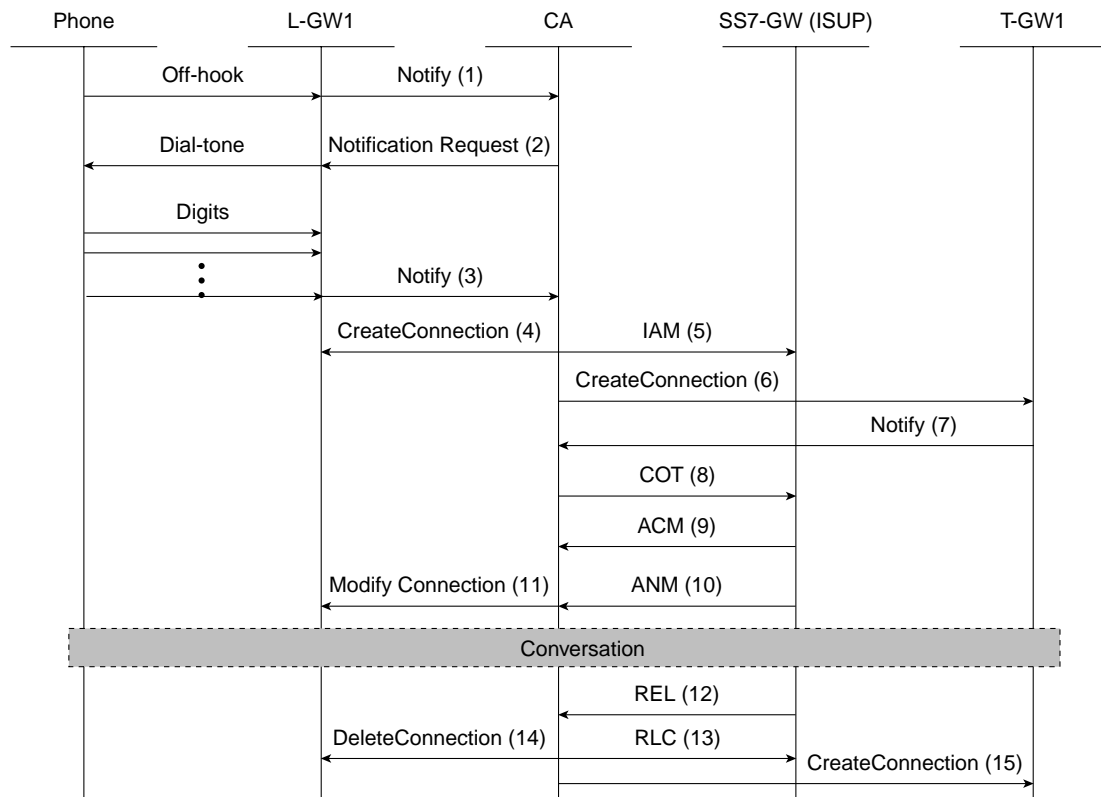 Phone
L-GW1
CA
SS7-GW (ISUP)
T-GW1
Off-hook
Notify (1)
Dial-tone
Notification Request (2)
Digits
Notify (3)
CreateConnection (4)
IAM (5)
CreateConnection (6)
Notify (7)
COT (8)
ACM (9)
Modify Connection (11)
ANM (10)
Conversation
REL (12)
DeleteConnection (14)
RLC (13)
CreateConnection (15)